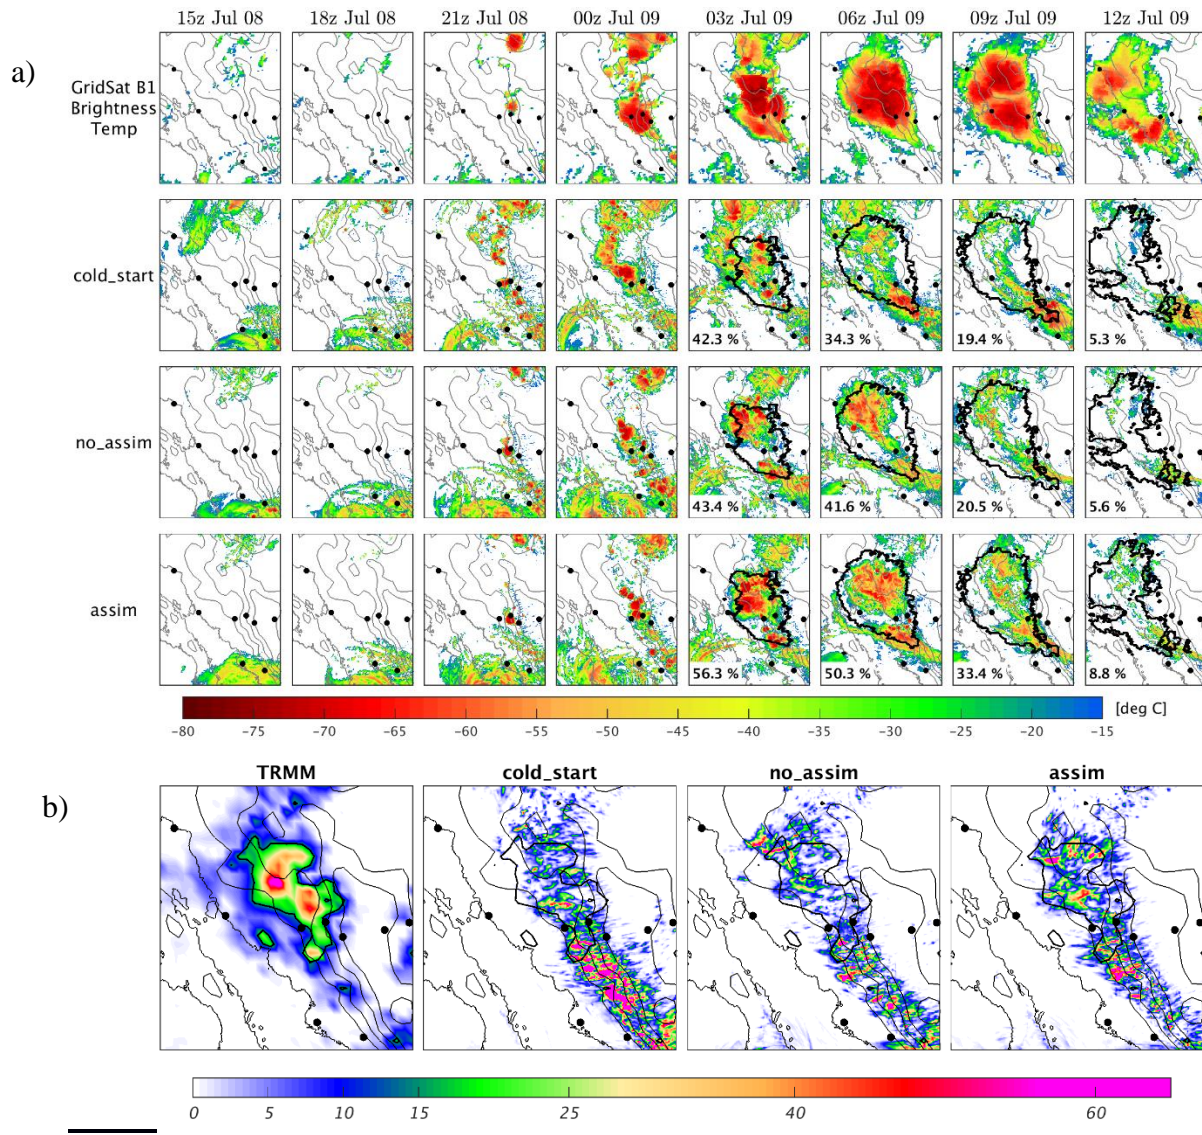 15z Jul 08 18z Jul 08 21z Jul 08 00z Jul 09 03z Jul 09 06z Jul 09 09z Jul 09 12z Jul 09
a)
GridSat B1
Brightness
Temp
cold_start
42.3 % 34.3 % 19.4 % 5.3 %
no_assim
43.4 % 41.6 % 20.5 % 5.6 %
assim
56.3 % 50.3 % 33.4 % 8.8 %
[deg C]
−80 −75 −70 −65 −60 −55 −50 −45 −40 −35 −30 −25 −20 −15
b)
TRMM cold_start no_assim assim
0 5 10 15 25 40 60